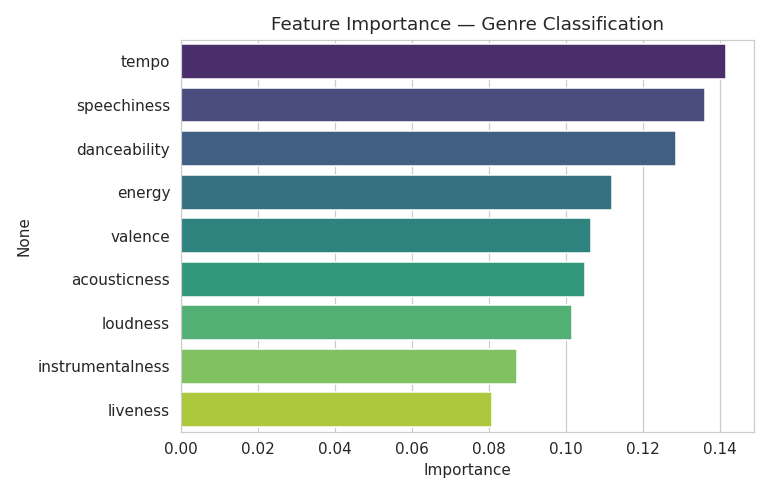 Feature Importance — Genre Classification
tempo
speechiness
danceability
energy
valence
acousticness
loudness
instrumentalness
liveness
None
0.00 0.02 0.04 0.06 0.08 0.10 0.12 0.14
Importance